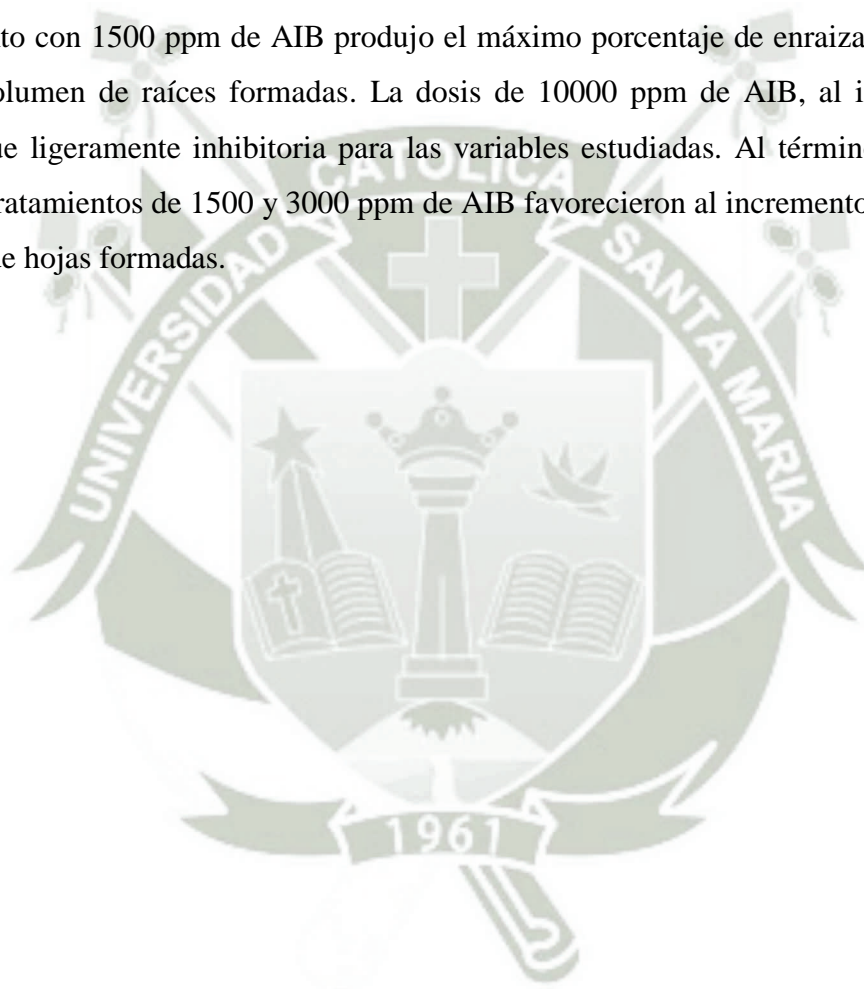 to con 1500 ppm de AIB produjo el máximo porcentaje de enraiza
olumen de raíces formadas. La dosis de 10000 ppm de AIB, al i
ue ligeramente inhibitoria para las variables estudiadas. Al términ
ratamientos de 1500 y 3000 ppm de AIB favorecieron al incremento
e hojas formadas.
UNIVERSIDAD CATOLICA SANTA MARIA
1961